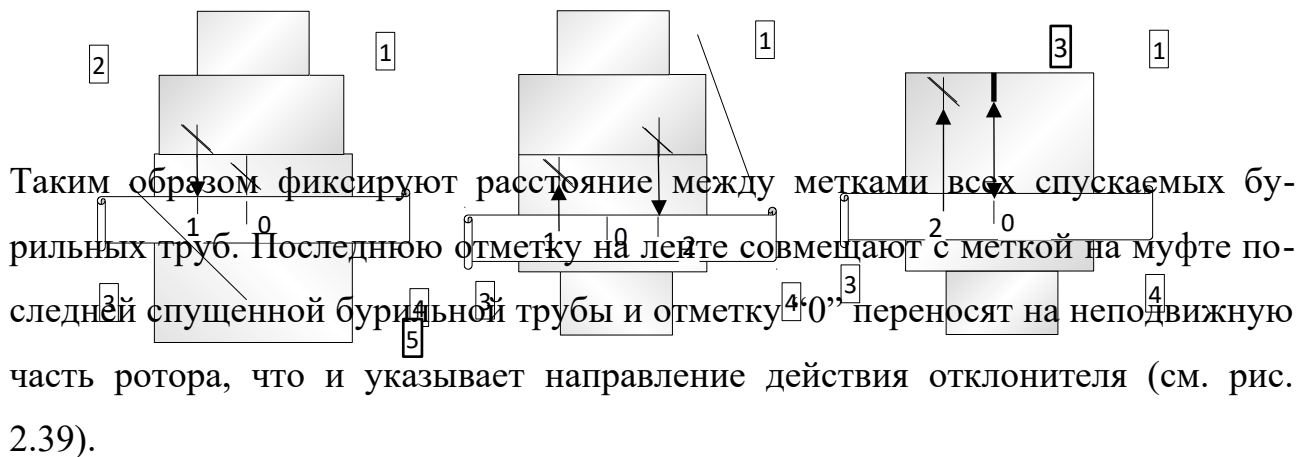 2 1 1 3 1
Таким образом фиксируют расстояние между метками всех спускаемых бу-
1 0 1 0 2 2 0
рильных труб. Последнюю отметку на ленте совмещают с меткой на муфте по-
3 4 3 4 3 4
следней спущенной бурильной трубы и отметку “0” переносят на неподвижную
5
часть ротора, что и указывает направление действия отклонителя (см. рис.
2.39).